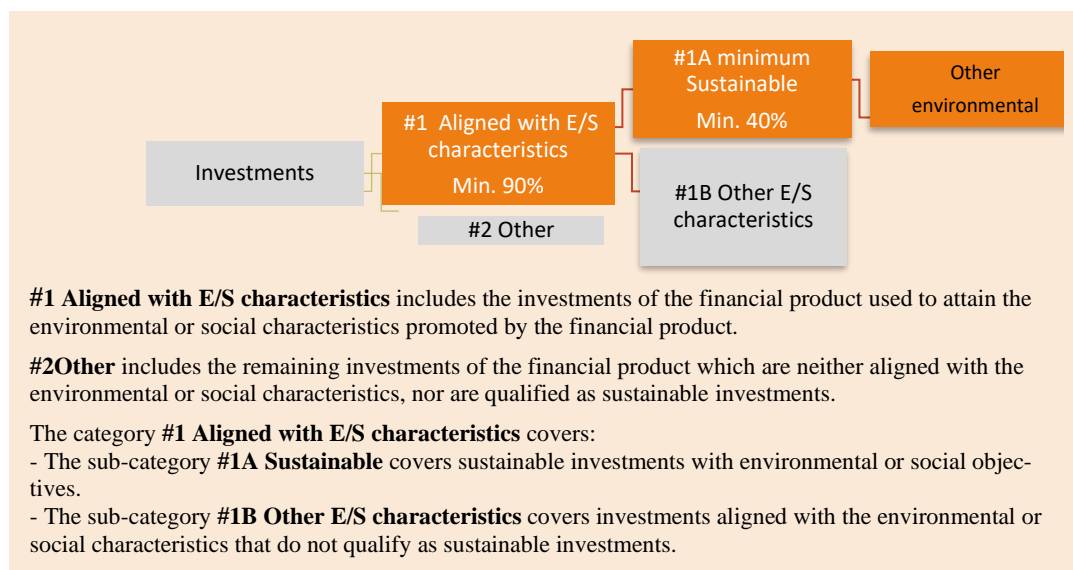 Investments
#1 Aligned with E/S
characteristics
Min. 90%
#2 Other
#1A minimum
Sustainable
Min. 40%
#1B Other E/S
characteristics
Other
environmental
#1 Aligned with E/S characteristics includes the investments of the financial product used to attain the
environmental or social characteristics promoted by the financial product.
#2Other includes the remaining investments of the financial product which are neither aligned with the
environmental or social characteristics, nor are qualified as sustainable investments.
The category #1 Aligned with E/S characteristics covers:
- The sub-category #1A Sustainable covers sustainable investments with environmental or social objec-
tives.
- The sub-category #1B Other E/S characteristics covers investments aligned with the environmental or
social characteristics that do not qualify as sustainable investments.